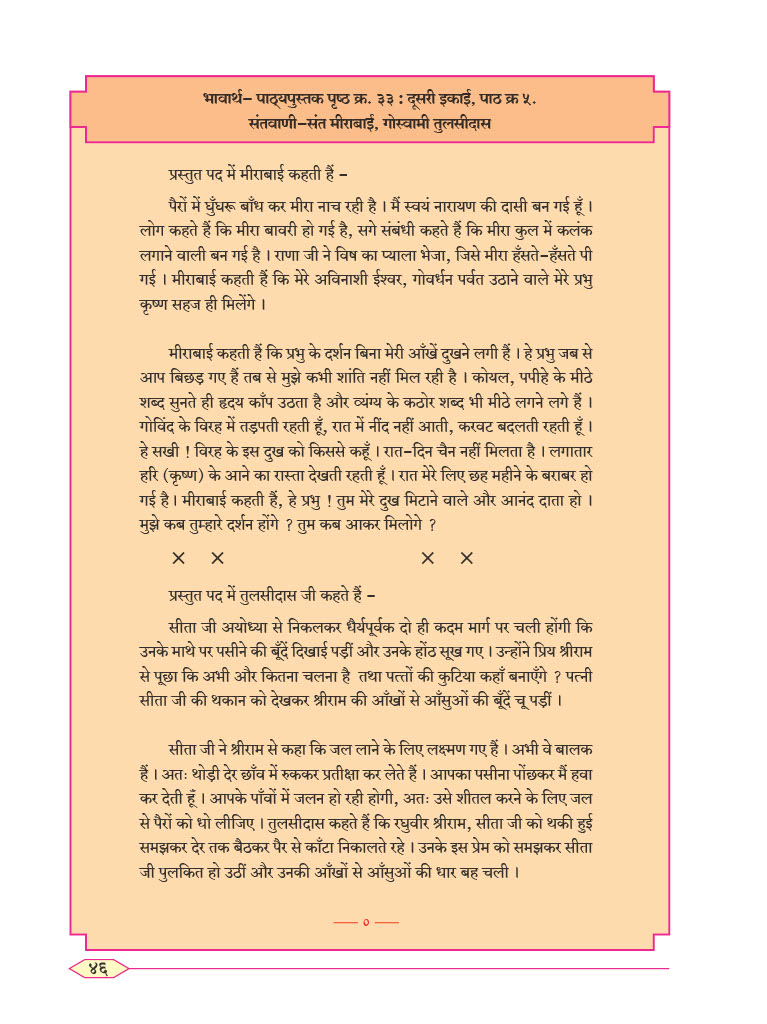 भावार्थ– पाठ्यपुस्तक पृष्ठ क्र. ३३ : दूसरी इकाई, पाठ क्र ५.
संतवाणी–संत मीराबाई, गोस्वामी तुलसीदास
प्रस्तुत पद में मीराबाई कहती हैं –
पैरों में घुँघरू बाँध कर मीरा नाच रही है । मैं स्वयं नारायण की दासी बन गई हूँ ।
लोग कहते हैं कि मीरा बावरी हो गई है, सगे संबंधी कहते हैं कि मीरा कुल में कलंक
लगाने वाली बन गई है । राणा जी ने विष का प्याला भेजा, जिसे मीरा हँसते-हँसते पी
गई । मीराबाई कहती हैं कि मेरे अविनाशी ईश्वर, गोवर्धन पर्वत उठाने वाले मेरे प्रभु
कृष्ण सहज ही मिलेंगे ।
मीराबाई कहती हैं कि प्रभु के दर्शन बिना मेरी आँखें दुखने लगी हैं । हे प्रभु जब से
आप बिछड़ गए हैं तब से मुझे कभी शांति नहीं मिल रही है । कोयल, पपीहे के मीठे
शब्द सुनते ही हृदय काँप उठता है और व्यंग्य के कठोर शब्द भी मीठे लगने लगे हैं ।
गोविंद के विरह में तड़पती रहती हूँ, रात में नींद नहीं आती, करवट बदलती रहती हूँ ।
हे सखी ! विरह के इस दुख को किससे कहूँ । रात-दिन चैन नहीं मिलता है । लगातार
हरि (कृष्ण) के आने का रास्ता देखती रहती हूँ । रात मेरे लिए छह महीने के बराबर हो
गई है । मीराबाई कहती हैं, हे प्रभु ! तुम मेरे दुख मिटाने वाले और आनंद दाता हो ।
मुझे कब तुम्हारे दर्शन होंगे ? तुम कब आकर मिलोगे ?
× × × ×
प्रस्तुत पद में तुलसीदास जी कहते हैं –
सीता जी अयोध्या से निकलकर धैर्यपूर्वक दो ही कदम मार्ग पर चली होंगी कि
उनके माथे पर पसीने की बूँदें दिखाई पड़ीं और उनके होंठ सूख गए । उन्होंने प्रिय श्रीराम
से पूछा कि अभी और कितना चलना है तथा पत्तों की कुटिया कहाँ बनाएँगे ? पत्नी
सीता जी की थकान को देखकर श्रीराम की आँखों से आँसुओं की बूँदें चू पड़ीं ।
सीता जी ने श्रीराम से कहा कि जल लाने के लिए लक्ष्मण गए हैं । अभी वे बालक
हैं । अतः थोड़ी देर छाँव में रुककर प्रतीक्षा कर लेते हैं । आपका पसीना पोंछकर मैं हवा
कर देती हूँ । आपके पाँवों में जलन हो रही होगी, अतः उसे शीतल करने के लिए जल
से पैरों को धो लीजिए । तुलसीदास कहते हैं कि रघुवीर श्रीराम, सीता जी को थकी हुई
समझकर देर तक बैठकर पैर से काँटा निकालते रहे । उनके इस प्रेम को समझकर सीता
जी पुलकित हो उठीं और उनकी आँखों से आँसुओं की धार बह चली ।
— ० —
४६